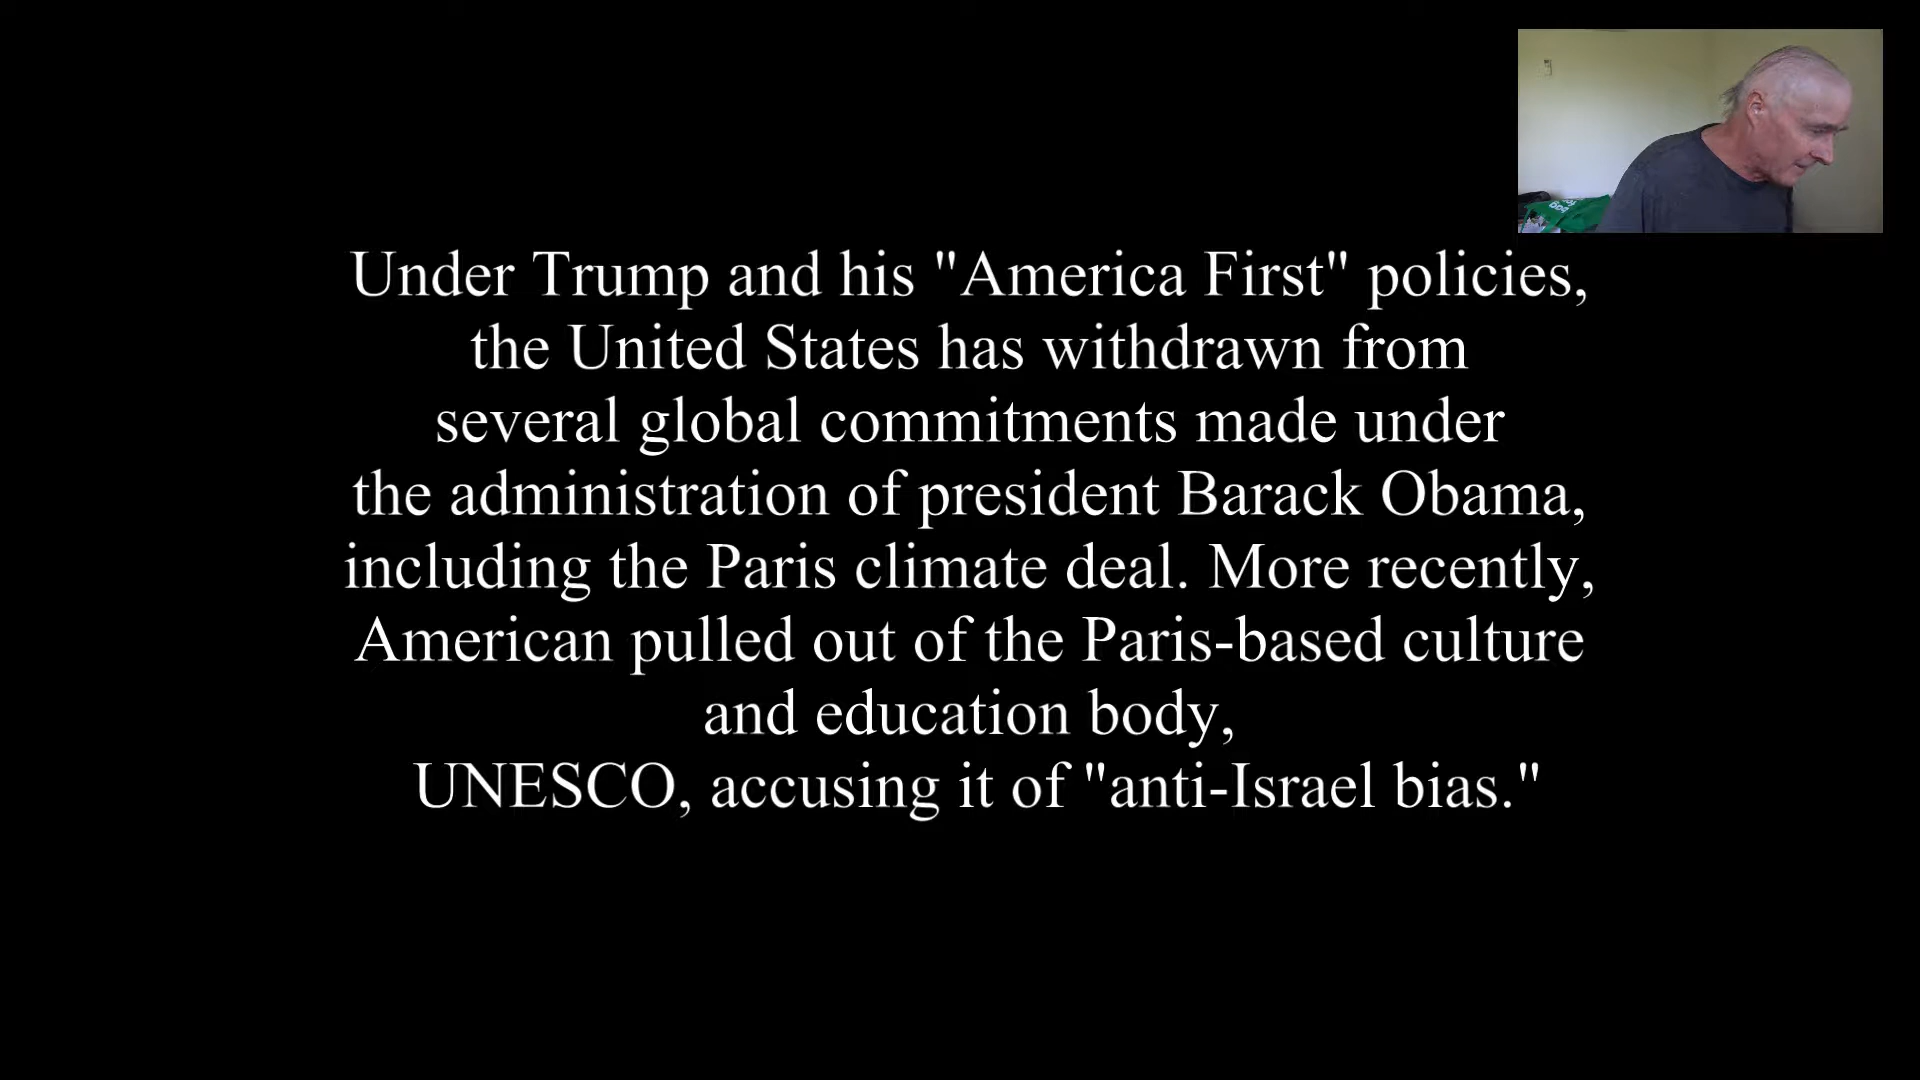 Under Trump and his "America First" policies,
the United States has withdrawn from
several global commitments made under
the administration of president Barack Obama,
including the Paris climate deal. More recently,
American pulled out of the Paris-based culture
and education body,
UNESCO, accusing it of "anti-Israel bias."